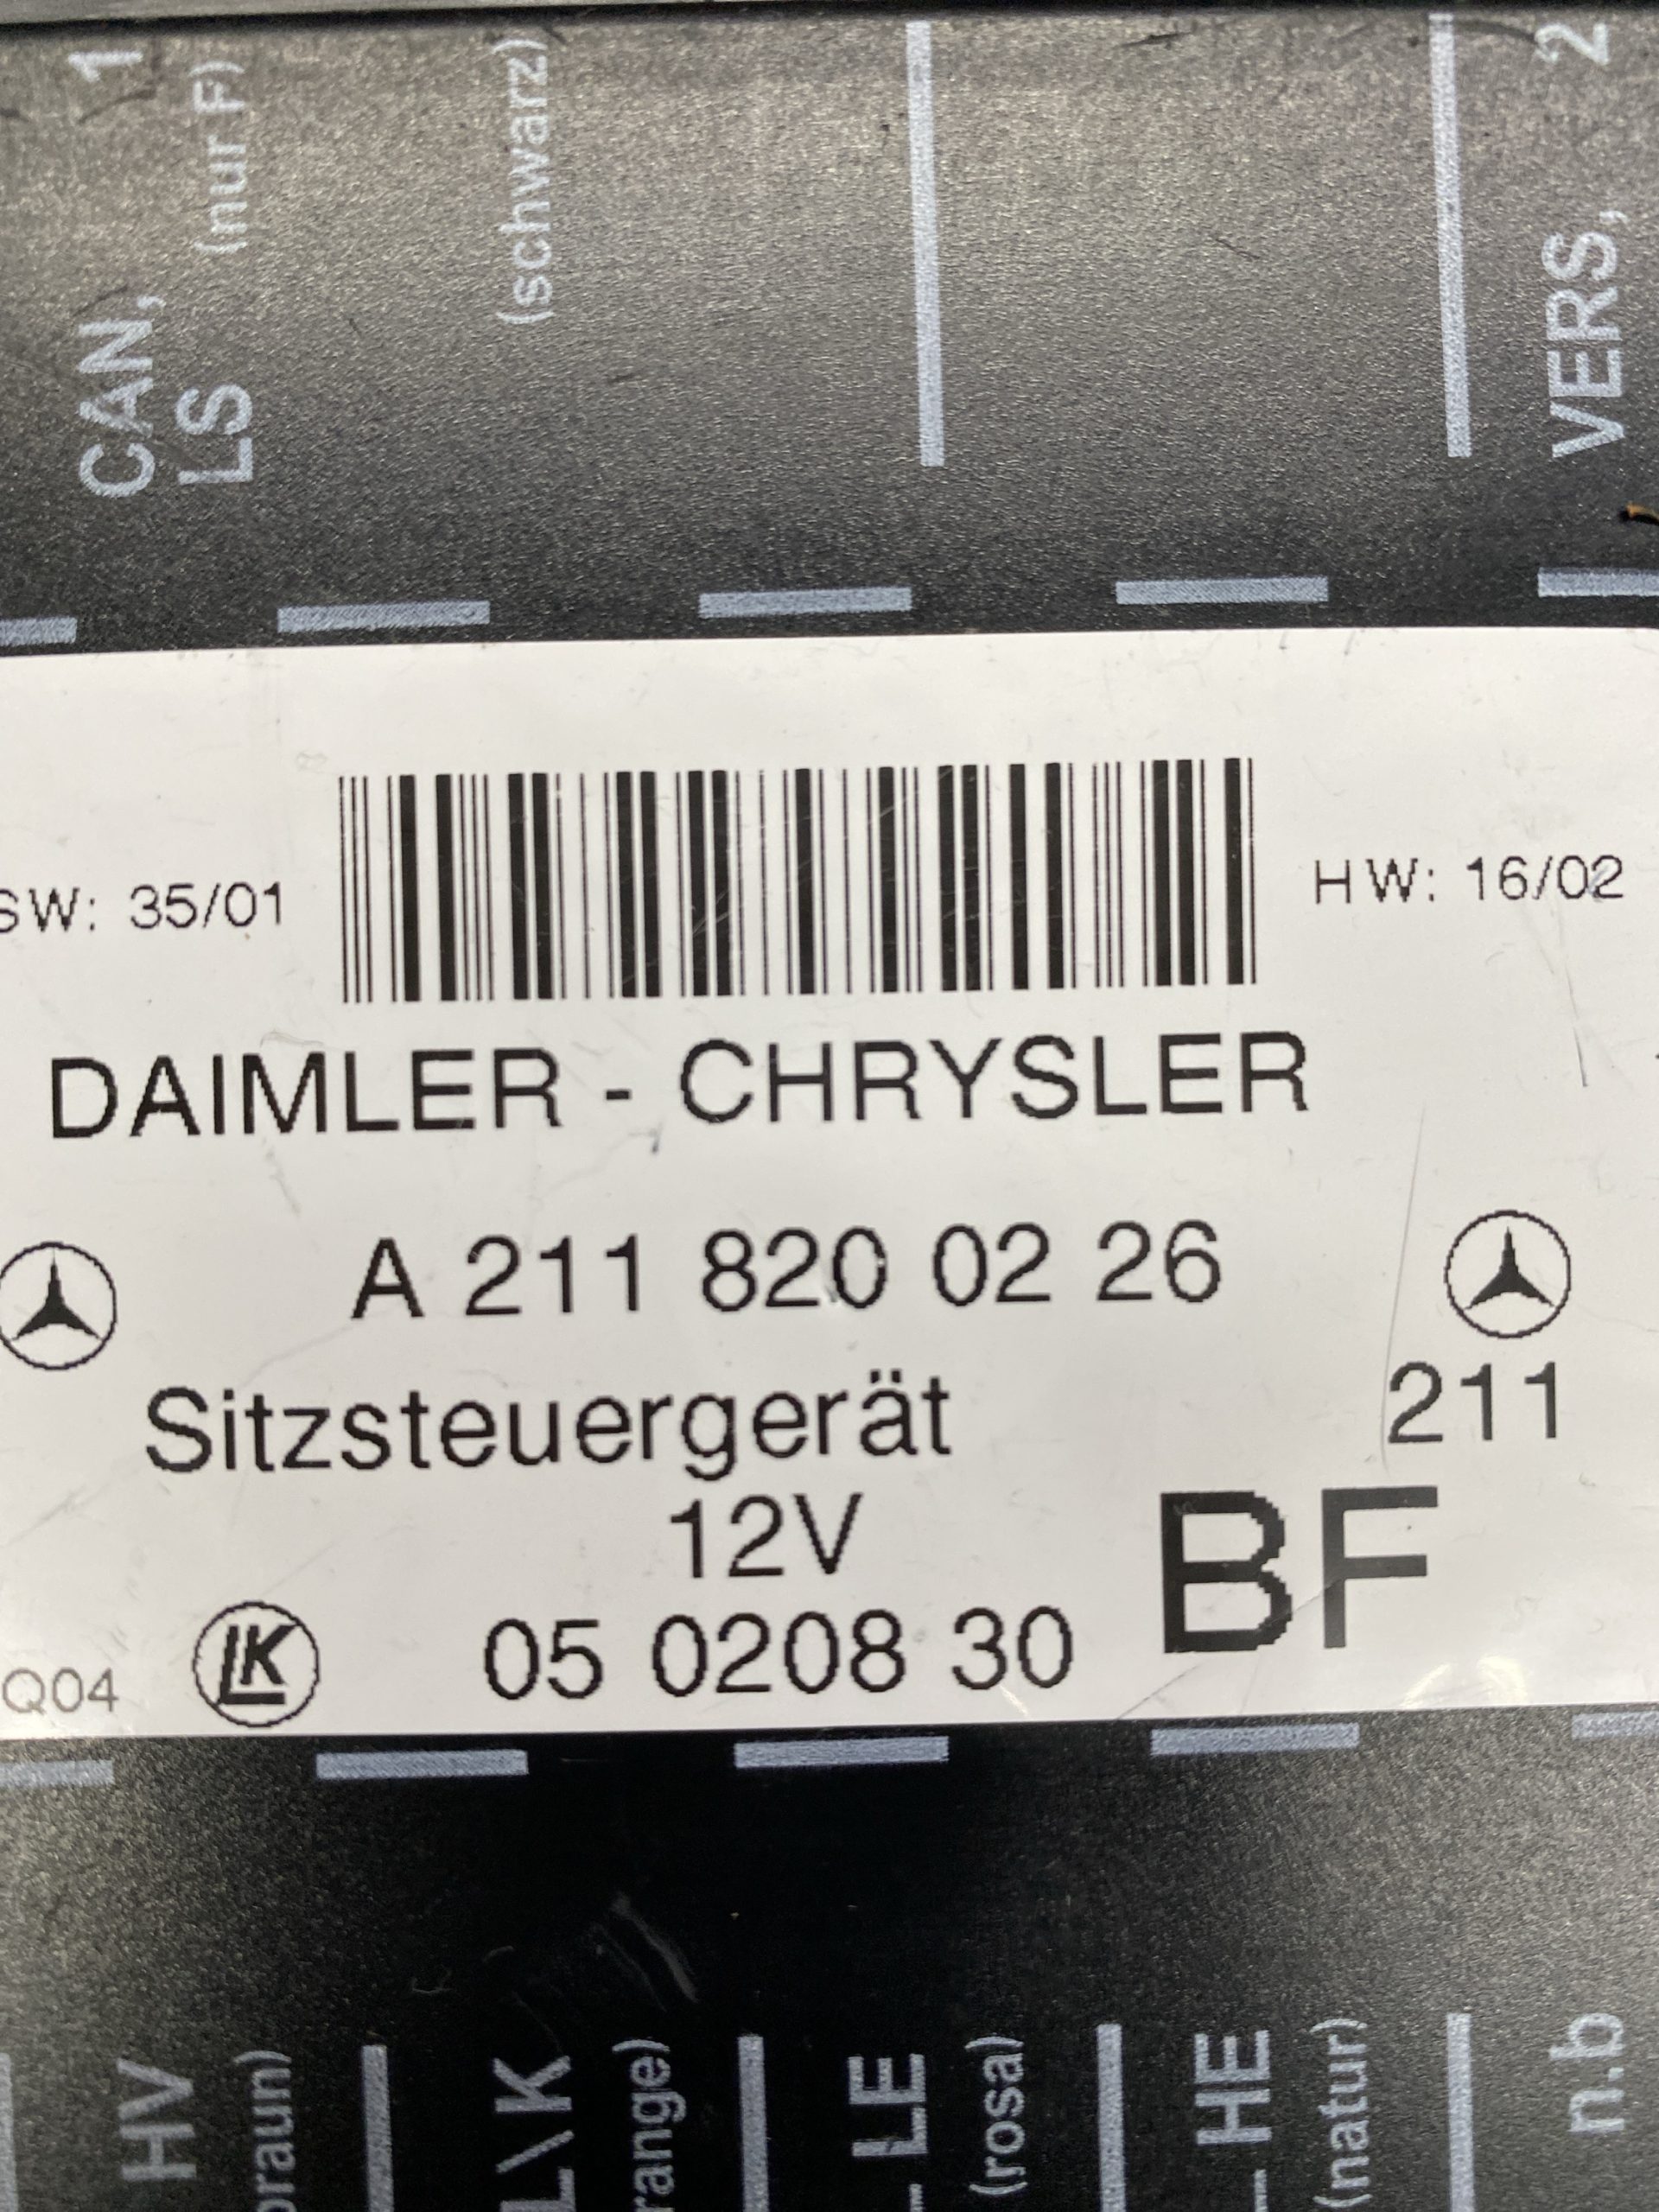 CAN, 1
LS (nur F)
(schwarz)
VERS, 2
SW: 35/01
HW: 16/02
DAIMLER - CHRYSLER
A 211 820 02 26
Sitzsteuergerät
211
12V
BF
Q04
LK
05 0208 30
HV
L\K
LE
(rosa)
HE
(natur)
n.b